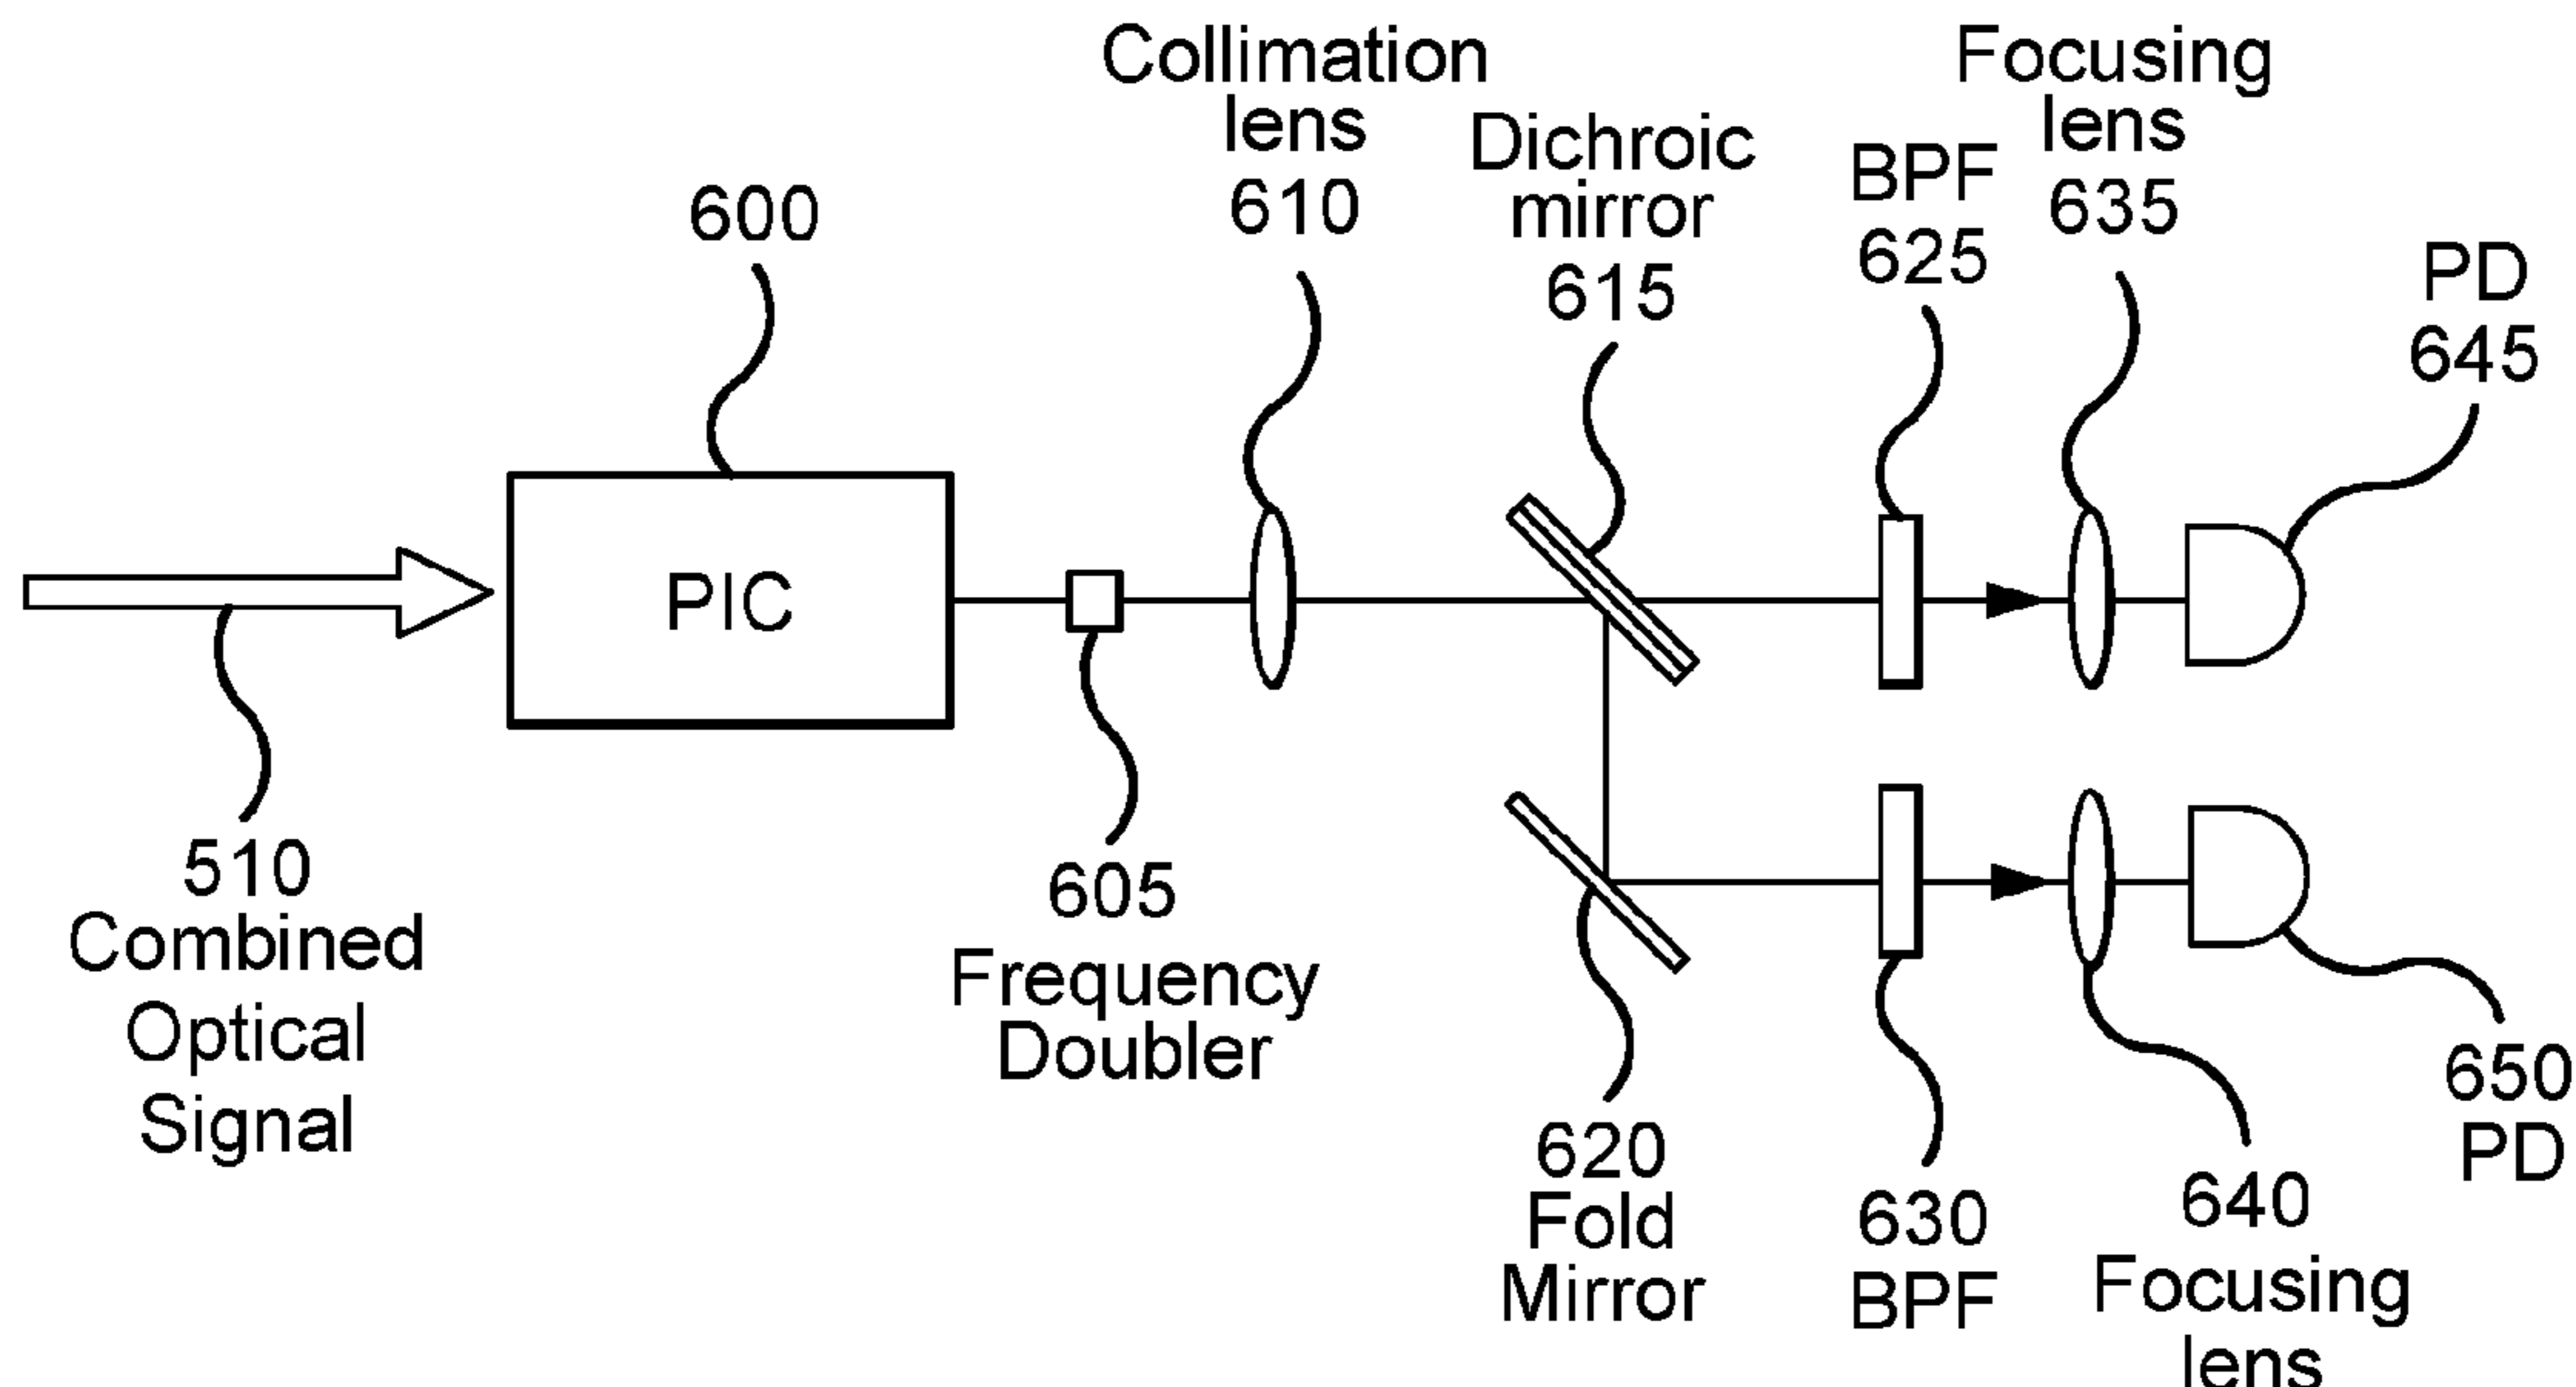 Collimation
lens
610
Focusing
lens
635
Dichroic
mirror
615
BPF
625
600
PD
645
PIC
510
Combined
Optical
Signal
605
Frequency
Doubler
620
Fold
Mirror
630
BPF
640
Focusing
lens
650
PD